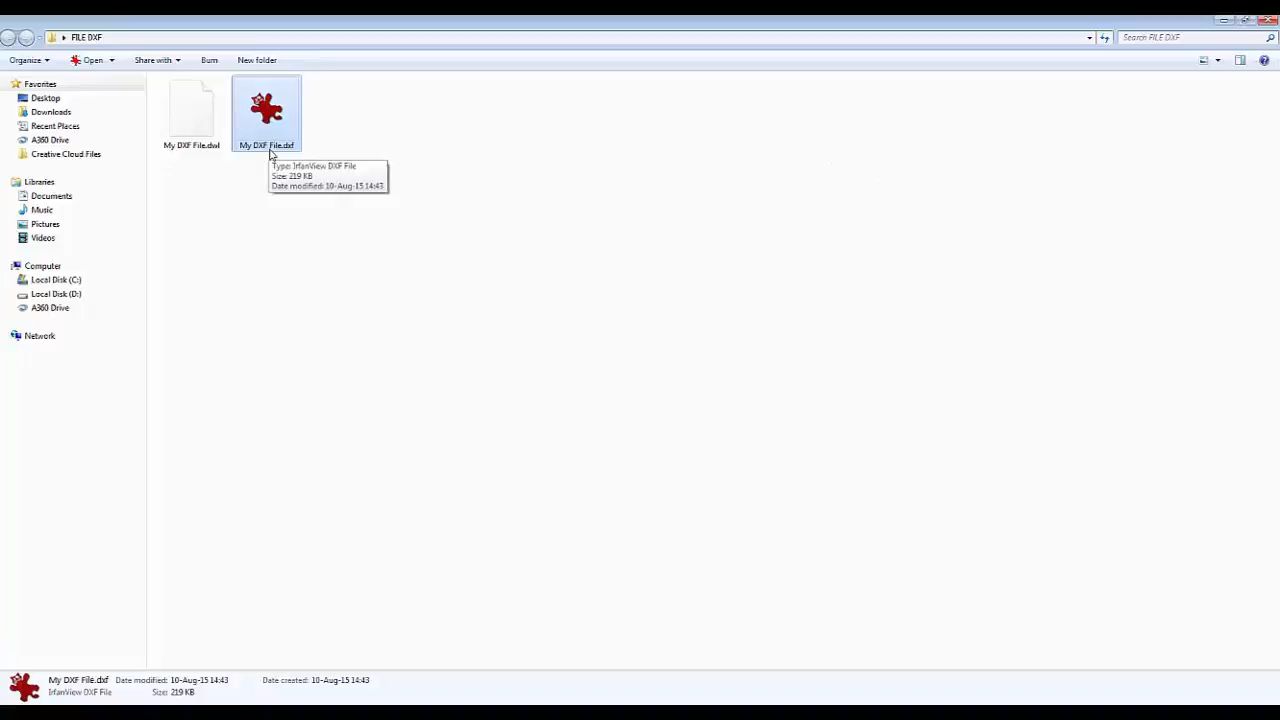 FILE DXF
Search FILE DXF
Organize Open Share with Burn New folder
Favorites
Desktop
Downloads
Recent Places
A360 Drive
Creative Cloud Files
Libraries
Documents
Music
Pictures
Videos
Computer
Local Disk (C:)
Local Disk (D:)
A360 Drive
Network
My DXF File.dwl
My DXF File.dxf
Type: IrfanView DXF File
Size: 219 KB
Date modified: 10-Aug-15 14:43
My DXF File.dxf Date modified: 10-Aug-15 14:43 Date created: 10-Aug-15 14:43
IrfanView DXF File Size: 219 KB